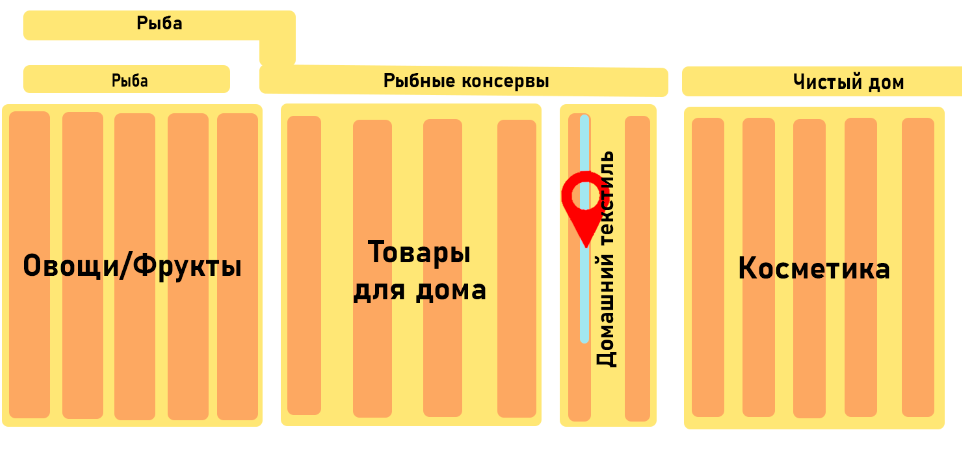 Рыба
Рыба
Рыбные консервы
Чистый дом
Овощи/Фрукты
Товары
для дома
Домашний текстиль
Косметика